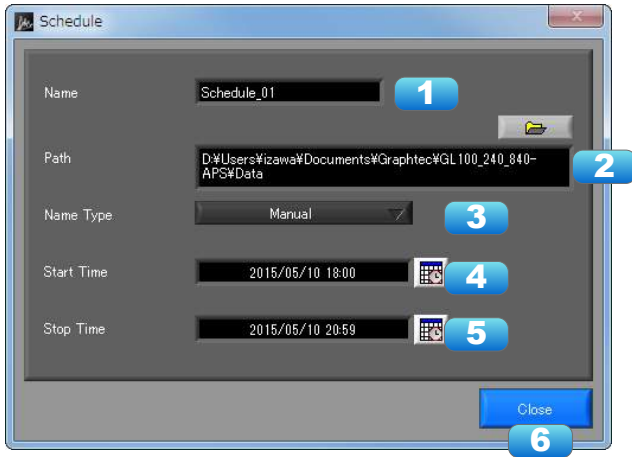 Schedule
Name
Schedule_01
1
Path
D:¥Users¥izawa¥Documents¥Graphtec¥GL100_240_840-
APS¥Data
2
Name Type
Manual
3
Start Time
2015/05/10 18:00
4
Stop Time
2015/05/10 20:59
5
Close
6